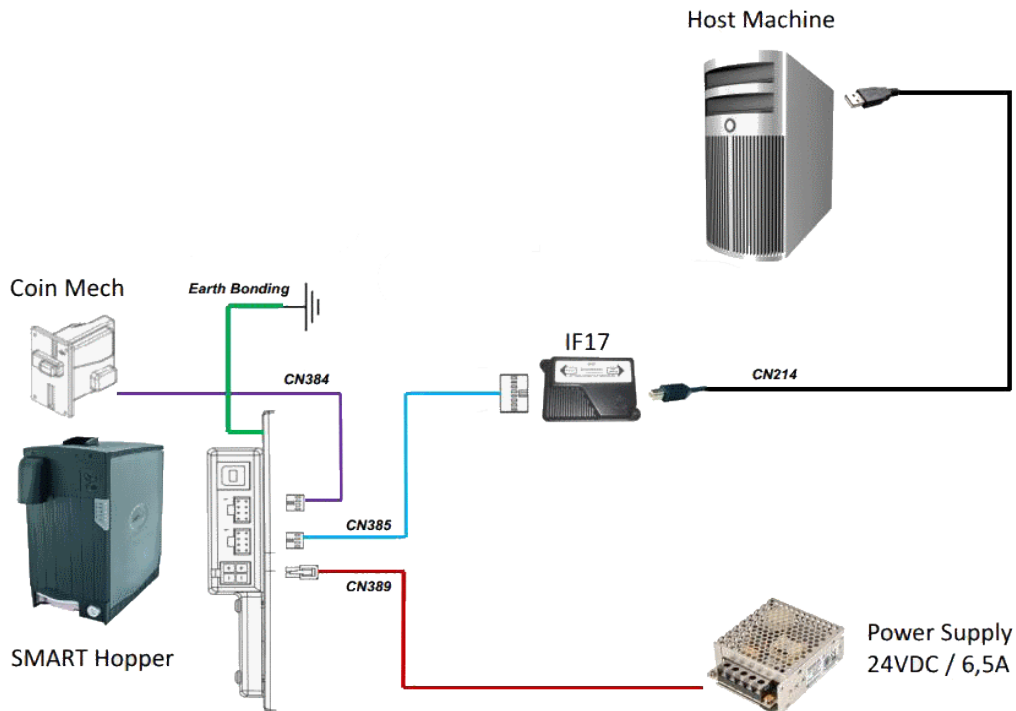 Host Machine
Coin Mech
Earth Bonding
IF17
CN384
CN214
CN385
CN389
SMART Hopper
Power Supply
24VDC / 6,5A